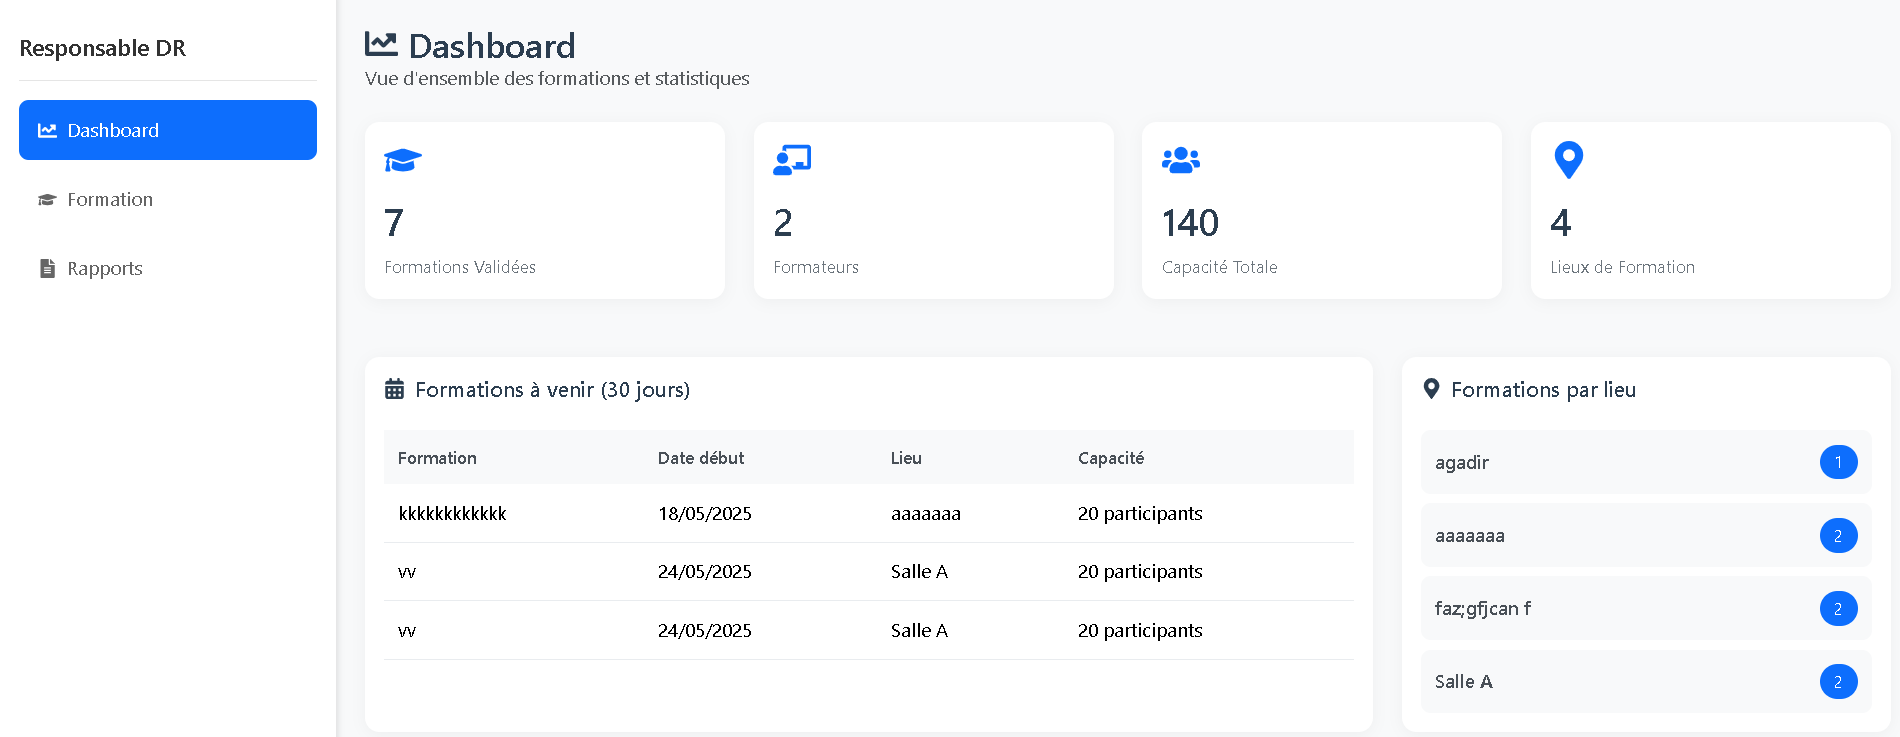 Responsable DR
Dashboard
Formation
Rapports
Dashboard
Vue d'ensemble des formations et statistiques
7
Formations Validées
2
Formateurs
140
Capacité Totale
4
Lieux de Formation
Formations à venir (30 jours)
Formation Date début Lieu Capacité
kkkkkkkkkkkk 18/05/2025 aaaaaaa 20 participants
vv 24/05/2025 Salle A 20 participants
vv 24/05/2025 Salle A 20 participants
Formations par lieu
agadir 1
aaaaaaa 2
faz;gfjcan f 2
Salle A 2